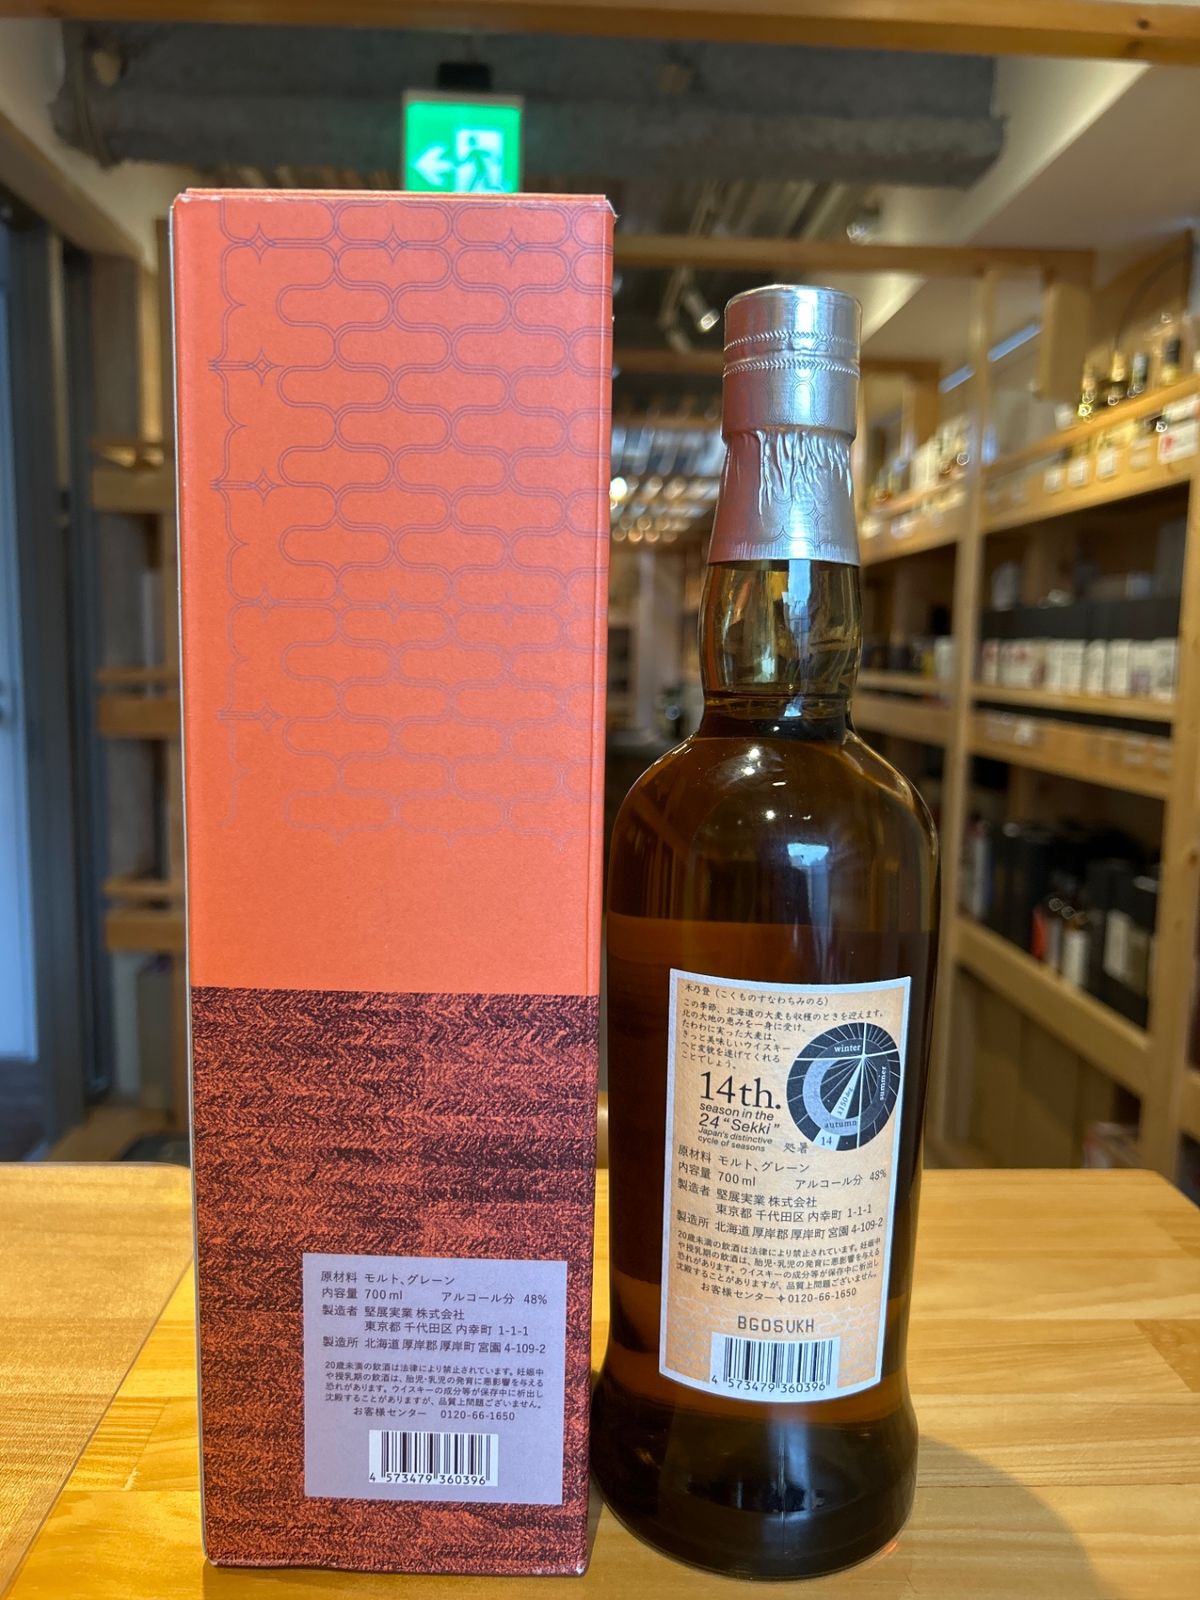 原材料 モルト、グレーン
内容量 700ml アルコール分 48%
製造者 堅展実業 株式会社
東京都 千代田区 内幸町 1-1-1
製造所 北海道 厚岸郡 厚岸町 宮園 4-109-2
20歳未満の飲酒は法律により禁止されています。妊娠中
や授乳期の飲酒は、胎児・乳児の発育に悪影響を与える
恐れがあります。ウイスキーの成分等が保存中に析出し
沈殿することがありますが、品質上問題ございません。
お客様センター 0120-66-1650
4 573479 360396
禾乃登（こくものすなわちみのる）
この季節、北海道の大麦も収穫のときを迎えます。
北の大地の恵みを一身に受け、
たわわに実った大麦は、
きっと美味しいウイスキー
へと変貌を遂げてくれる
ことでしょう。
14th.
season in the
24 "Sekki"
Japan's distinctive
cycle of seasons
winter
summer
autumn
14
処暑
原材料 モルト、グレーン
内容量 700ml アルコール分 48%
製造者 堅展実業 株式会社
東京都 千代田区 内幸町 1-1-1
製造所 北海道 厚岸郡 厚岸町 宮園 4-109-2
20歳未満の飲酒は法律により禁止されています。妊娠中
や授乳期の飲酒は、胎児・乳児の発育に悪影響を与える
恐れがあります。ウイスキーの成分等が保存中に析出し
沈殿することがありますが、品質上問題ございません。
お客様センター✦0120-66-1650
BGOSUKH
4 573479 360396